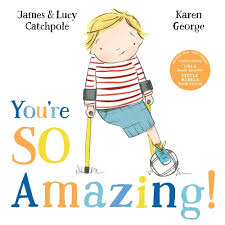 James & Lucy
Catchpole
Karen
George
You're
SO
Amazing!